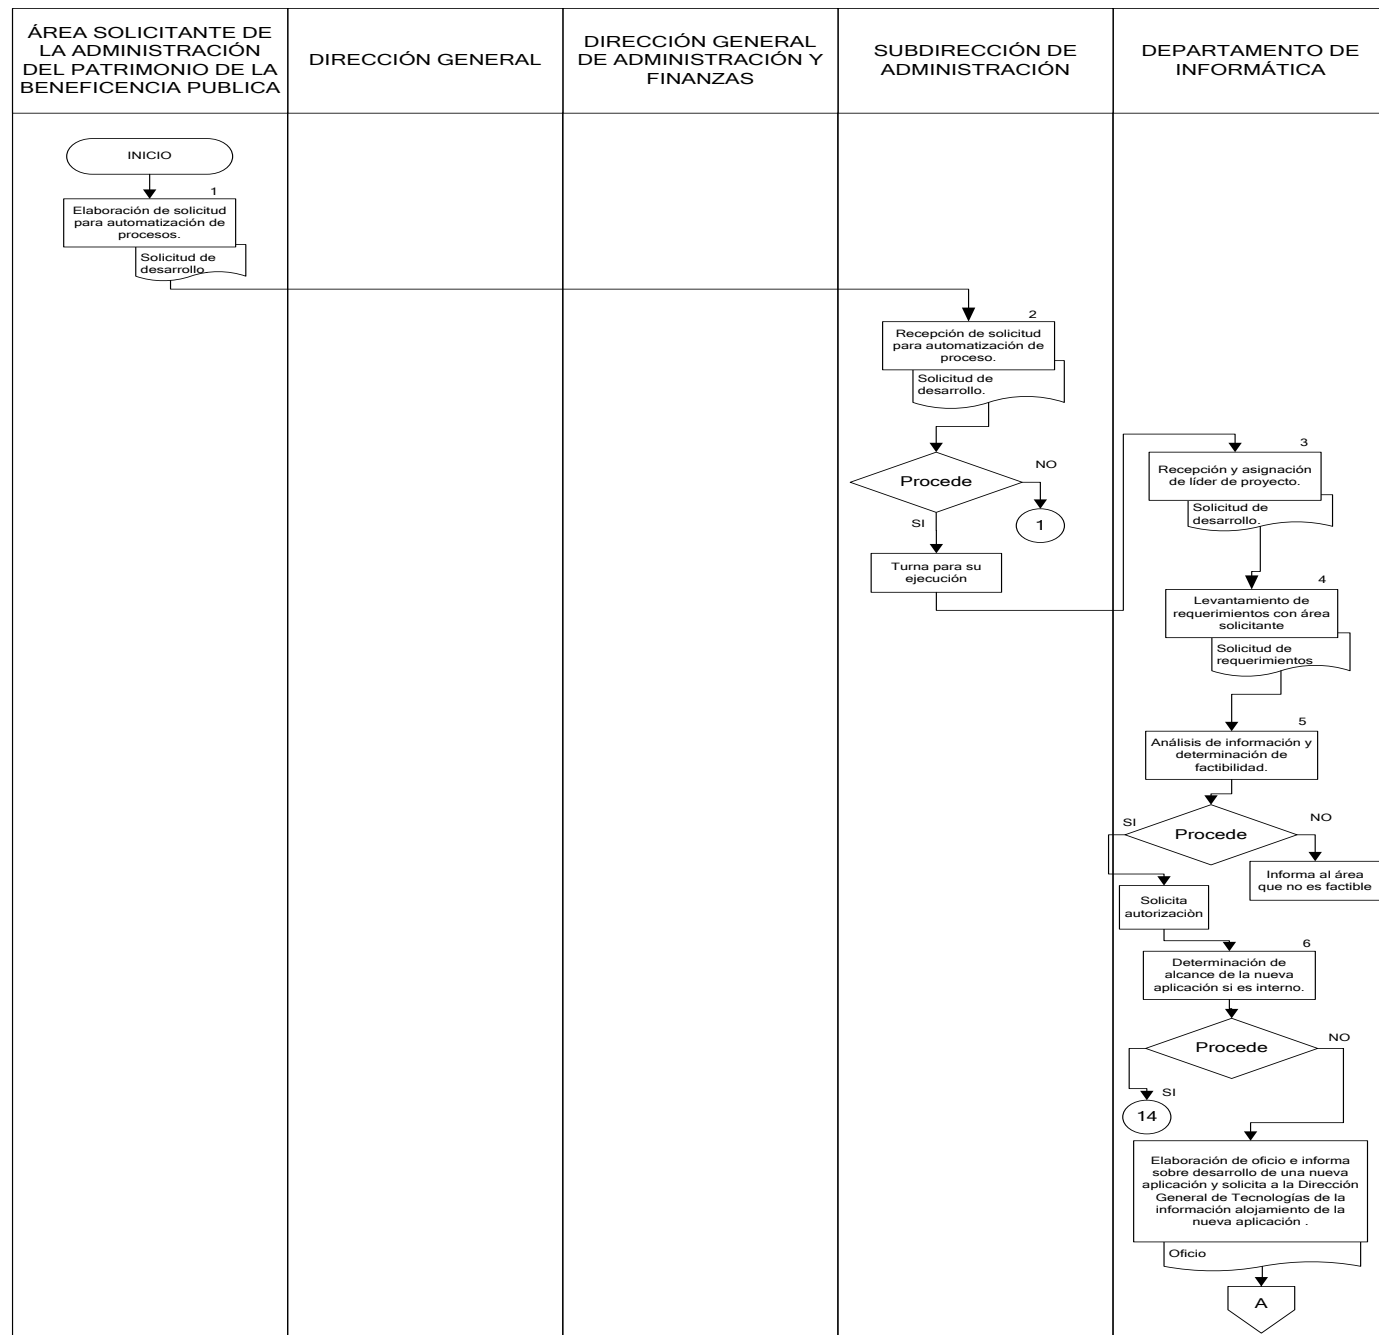 ÁREA SOLICITANTE DE
LA ADMINISTRACIÓN
DEL PATRIMONIO DE LA
BENEFICENCIA PUBLICA
DIRECCIÓN GENERAL
DIRECCIÓN GENERAL
DE ADMINISTRACIÓN Y
FINANZAS
SUBDIRECCIÓN DE
ADMINISTRACIÓN
DEPARTAMENTO DE
INFORMÁTICA
INICIO
1
Elaboración de solicitud
para automatización de
procesos.
Solicitud de
desarrollo.
2
Recepción de solicitud
para automatización de
proceso.
Solicitud de
desarrollo.
Procede
NO
1
SI
Turna para su
ejecución
3
Recepción y asignación
de líder de proyecto.
Solicitud de
desarrollo.
4
Levantamiento de
requerimientos con área
solicitante
Solicitud de
requerimientos
5
Análisis de información y
determinación de
factibilidad.
SI
Procede
NO
Informa al área
que no es factible
Solicita
autorizaciòn
6
Determinación de
alcance de la nueva
aplicación si es interno.
Procede
NO
SI
14
Elaboración de oficio e informa
sobre desarrollo de una nueva
aplicación y solicita a la Dirección
General de Tecnologías de la
información alojamiento de la
nueva aplicación .
Oficio
A